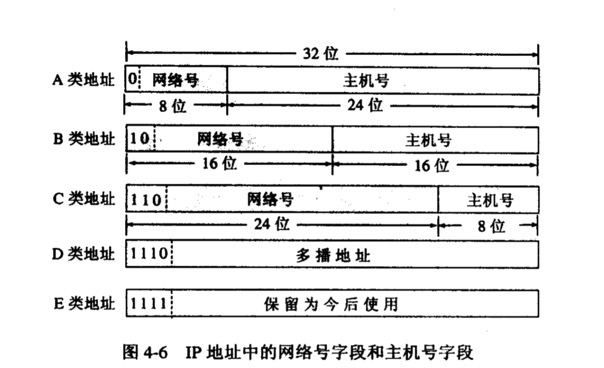 32 位
A 类地址 0 网络号 主机号
8 位 24 位
B 类地址 10 网络号 主机号
16 位 16 位
C 类地址 110 网络号 主机号
24 位 8 位
D 类地址 1110 多播地址
E 类地址 1111 保留为今后使用
图 4-6 IP 地址中的网络号字段和主机号字段